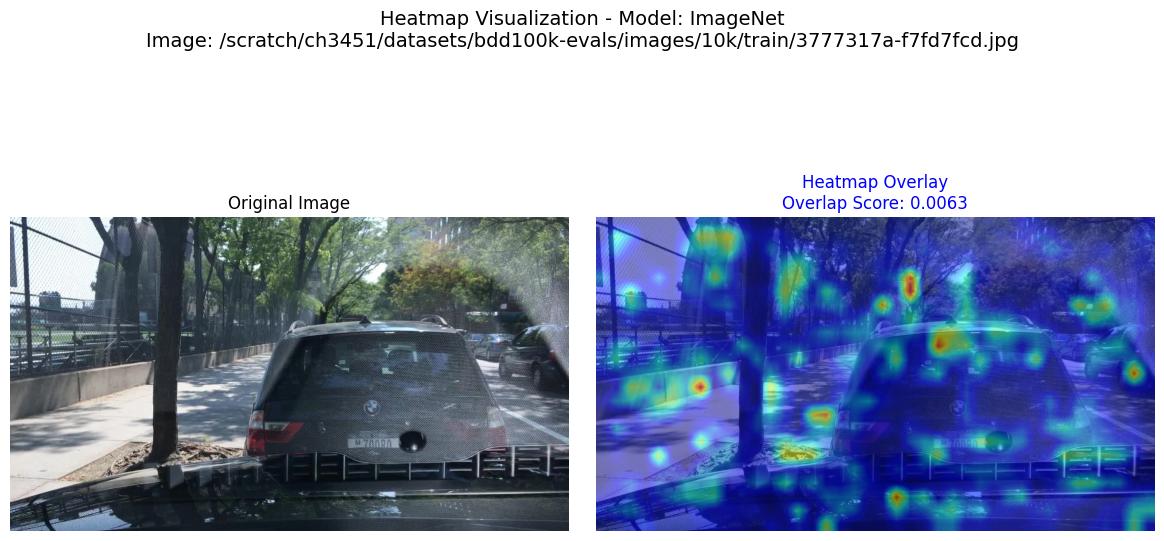 Heatmap Visualization - Model: ImageNet
Image: /scratch/ch3451/datasets/bdd100k-evals/images/10k/train/3777317a-f7fd7fcd.jpg
Original Image
Heatmap Overlay
Overlap Score: 0.0063